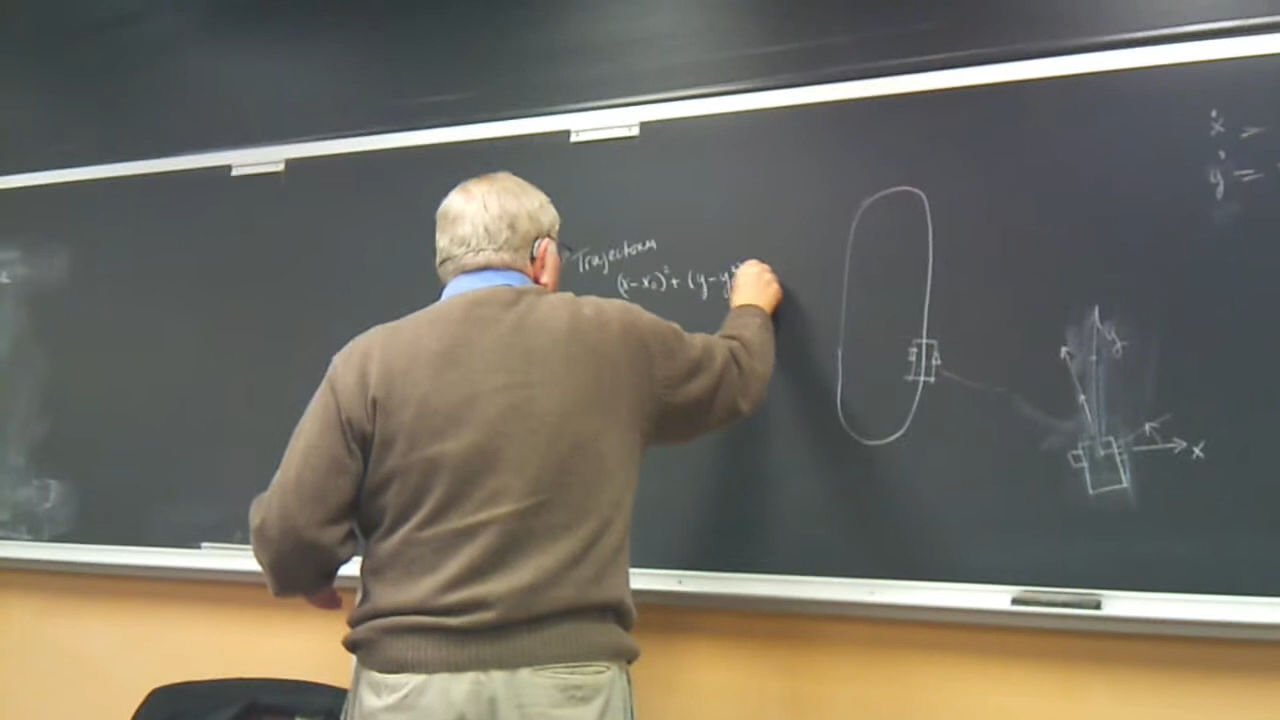 Trajectory
(x-x₀)² + (y-y
ẋ =
ẏ =
y
x